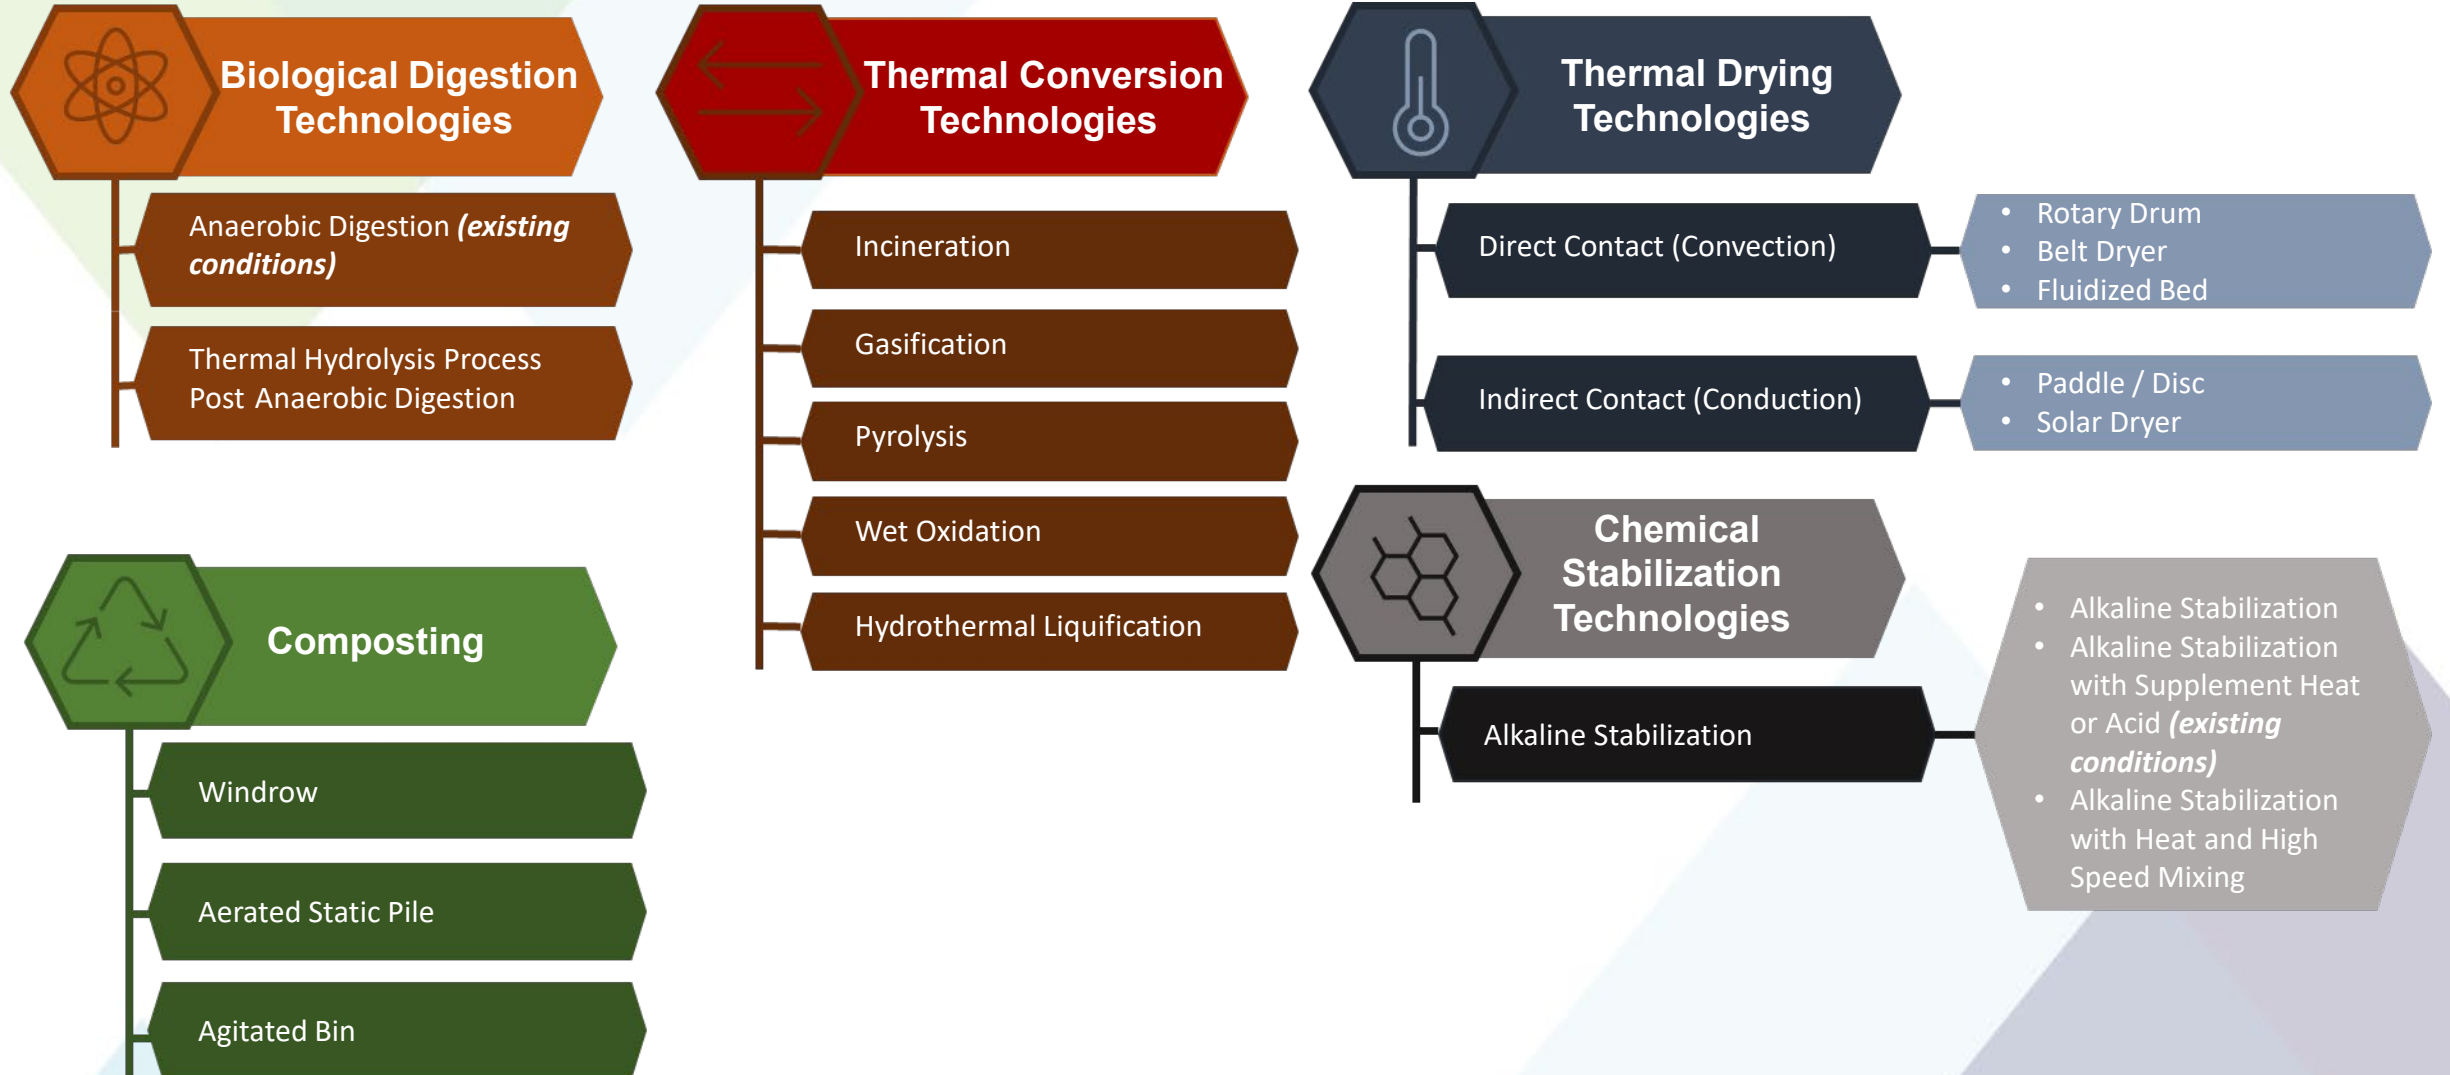 Biological Digestion
Technologies
Anaerobic Digestion (existing
conditions)
Thermal Hydrolysis Process
Post Anaerobic Digestion
Composting
Windrow
Aerated Static Pile
Agitated Bin
Thermal Conversion
Technologies
Incineration
Gasification
Pyrolysis
Wet Oxidation
Hydrothermal Liquification
Thermal Drying
Technologies
Direct Contact (Convection)
• Rotary Drum
• Belt Dryer
• Fluidized Bed
Indirect Contact (Conduction)
• Paddle / Disc
• Solar Dryer
Chemical
Stabilization
Technologies
Alkaline Stabilization
• Alkaline Stabilization
• Alkaline Stabilization
with Supplement Heat
or Acid (existing
conditions)
• Alkaline Stabilization
with Heat and High
Speed Mixing